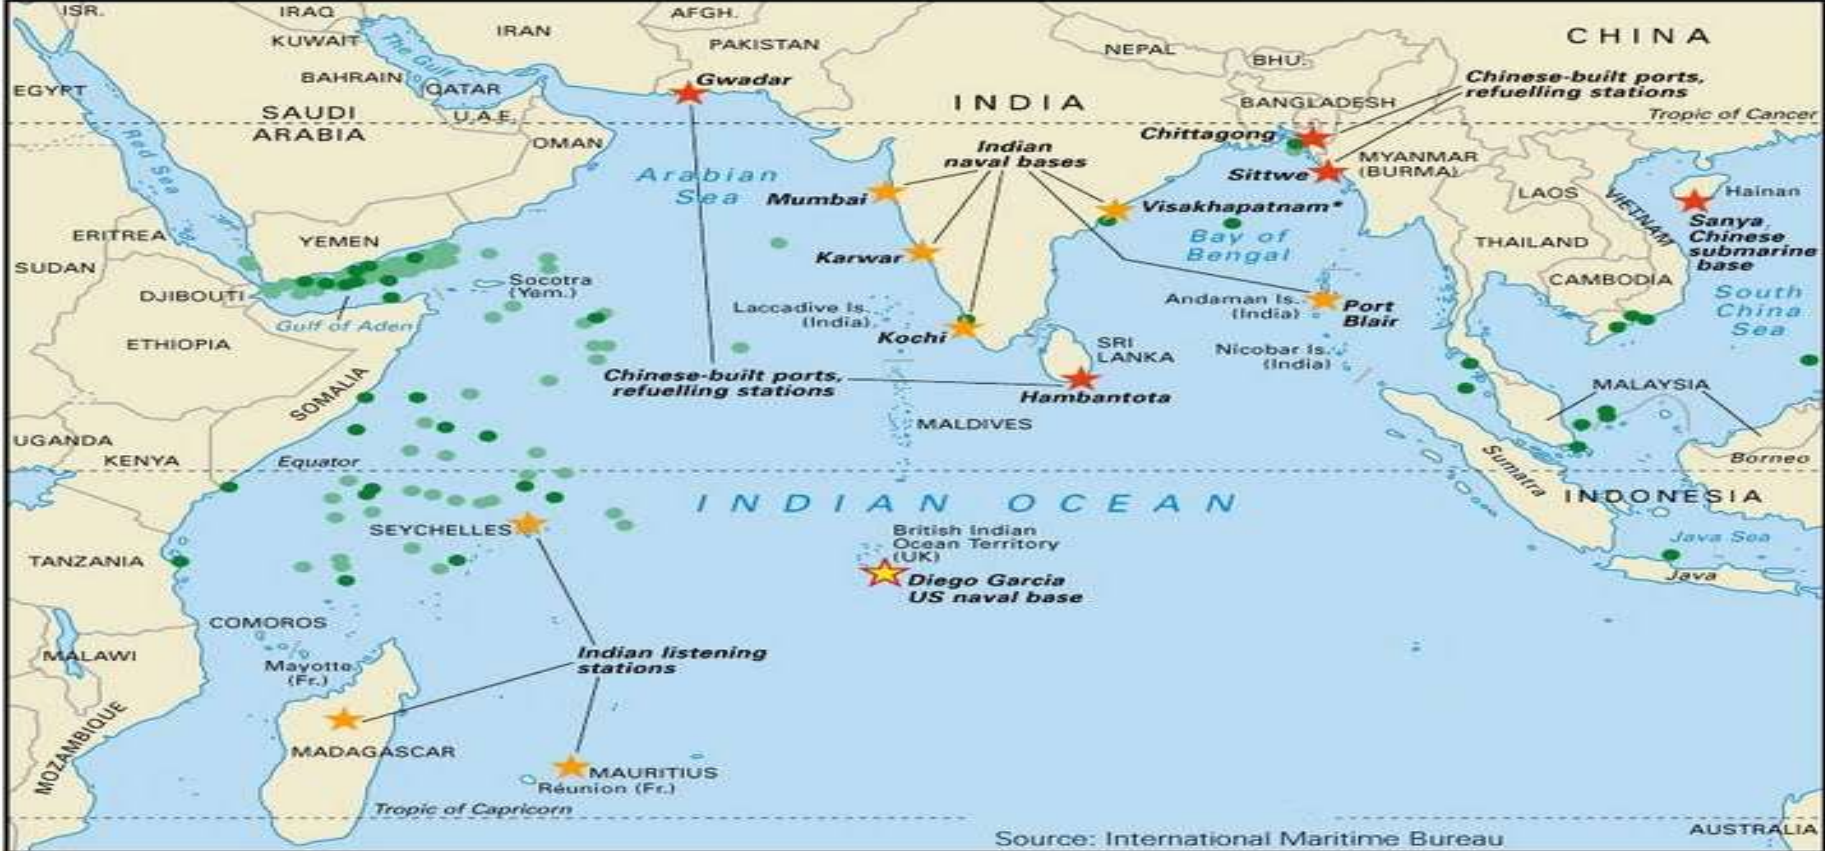 ISR.
IRAQ
AFGH.
IRAN
KUWAIT
The Gulf
PAKISTAN
NEPAL
BHU.
CHINA
EGYPT
BAHRAIN
QATAR
Gwadar
Chinese-built ports,
refuelling stations
SAUDI
ARABIA
U.A.E.
INDIA
BANGLADESH
Tropic of Cancer
Red Sea
OMAN
Chittagong
Indian
naval bases
MYANMAR
(BURMA)
Arabian
Sea
Mumbai
Sittwe
LAOS
VIETNAM
Hainan
Visakhapatnam*
Sanya,
Chinese
submarine
base
ERITREA
YEMEN
Bay of
Bengal
THAILAND
SUDAN
Karwar
CAMBODIA
DJIBOUTI
Socotra
(Yem.)
Laccadive Is.
(India)
Andaman Is.
(India)
Port
Blair
South
China
Sea
Gulf of Aden
Kochi
ETHIOPIA
SRI
LANKA
Nicobar Is.
(India)
SOMALIA
Chinese-built ports,
refuelling stations
Hambantota
MALAYSIA
UGANDA
MALDIVES
KENYA
Equator
Sumatra
Borneo
INDIAN OCEAN
INDONESIA
SEYCHELLES
British Indian
Ocean Territory
(UK)
Java Sea
TANZANIA
Diego Garcia
US naval base
Java
COMOROS
MALAWI
Mayotte
(Fr.)
Indian listening
stations
MOZAMBIQUE
MADAGASCAR
MAURITIUS
Réunion (Fr.)
Tropic of Capricorn
AUSTRALIA
Source: International Maritime Bureau